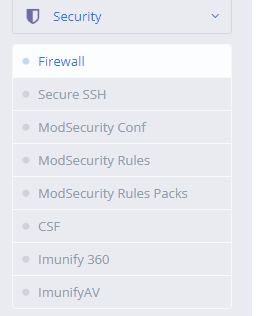 Security
Firewall
Secure SSH
ModSecurity Conf
ModSecurity Rules
ModSecurity Rules Packs
CSF
Imunify 360
ImunifyAV